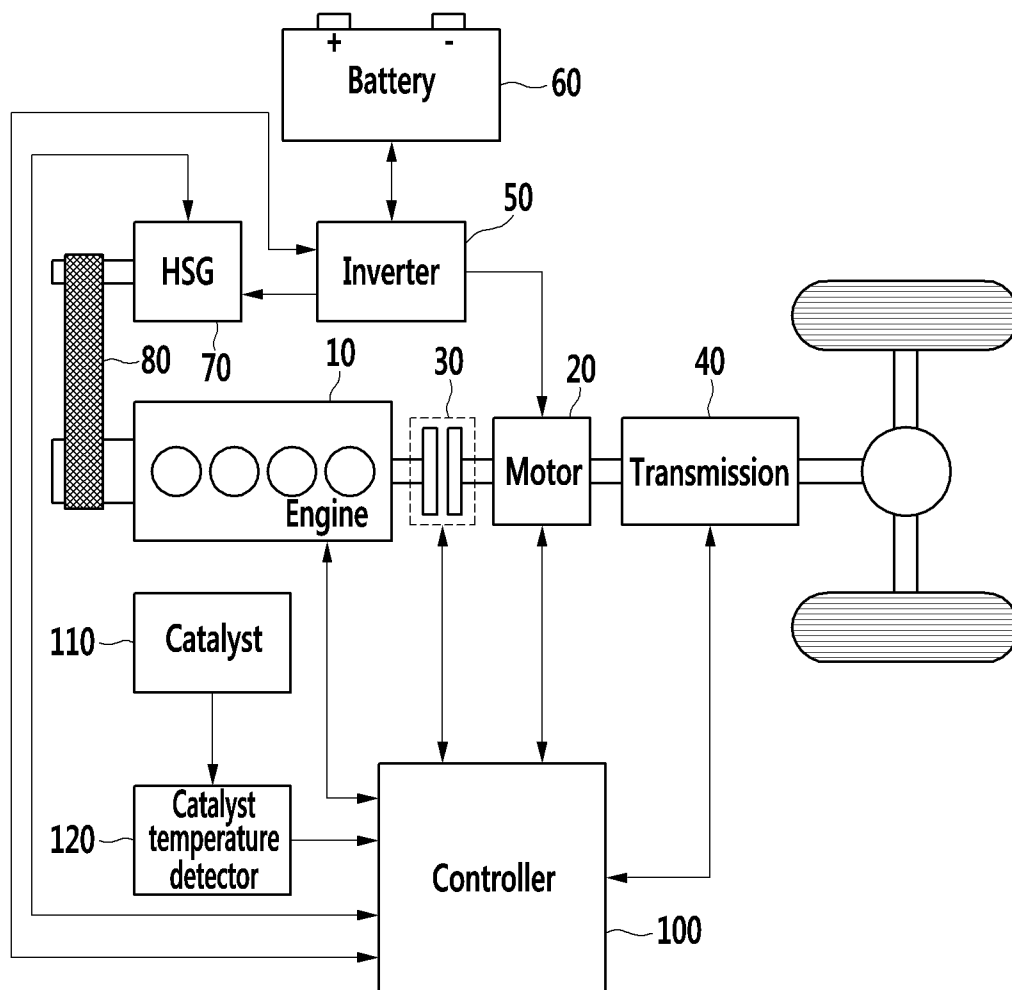 + -
Battery
60
50
HSG
Inverter
80
70
10
30
20
40
Motor
Transmission
Engine
110
Catalyst
120
Catalyst
temperature
detector
Controller
100